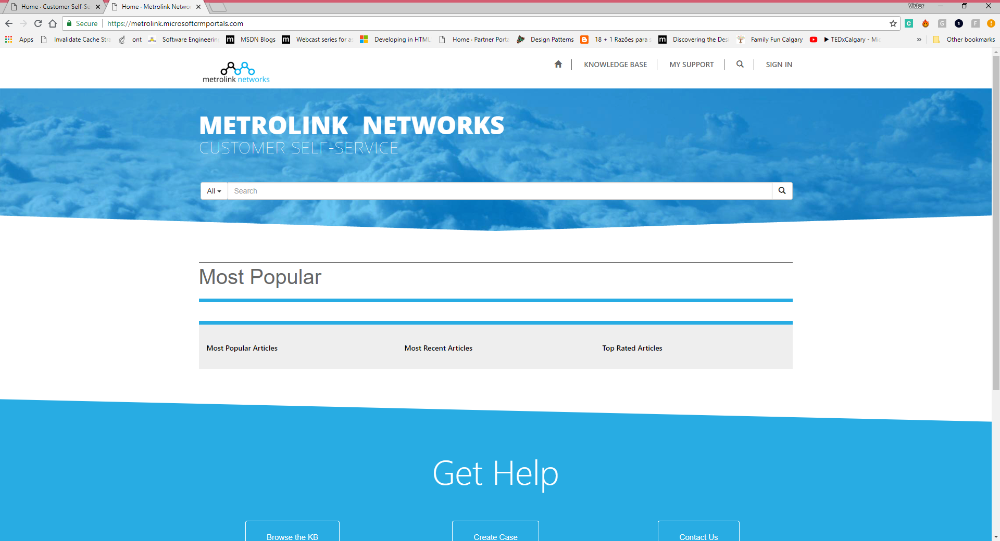 Home · Customer Self-Se
Home · Metrolink Networ
Victor
Secure
https://metrolink.microsoftcrmportals.com
C
G
1
F
Apps
Invalidate Cache Stra
ont
Software Engineering
m
MSDN Blogs
m
Webcast series for as
Developing in HTML
Home · Partner Porta
Design Patterns
18 + 1 Razões para s
m
Discovering the Des
Family Fun Calgary
TEDxCalgary - Mic
»
Other bookmarks
metrolink networks
KNOWLEDGE BASE
MY SUPPORT
SIGN IN
METROLINK NETWORKS
CUSTOMER SELF-SERVICE
All
Search
Most Popular
Most Popular Articles
Most Recent Articles
Top Rated Articles
Get Help
Browse the KB
Create Case
Contact Us